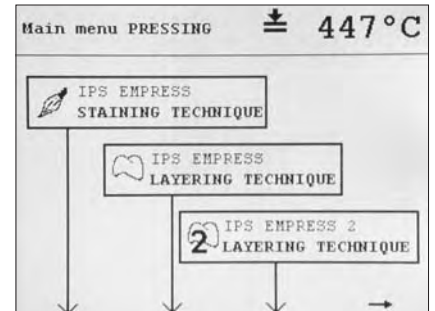 Main menu PRESSING 447°C
IPS EMPRESS
STAINING TECHNIQUE
IPS EMPRESS
LAYERING TECHNIQUE
2 IPS EMPRESS 2
LAYERING TECHNIQUE